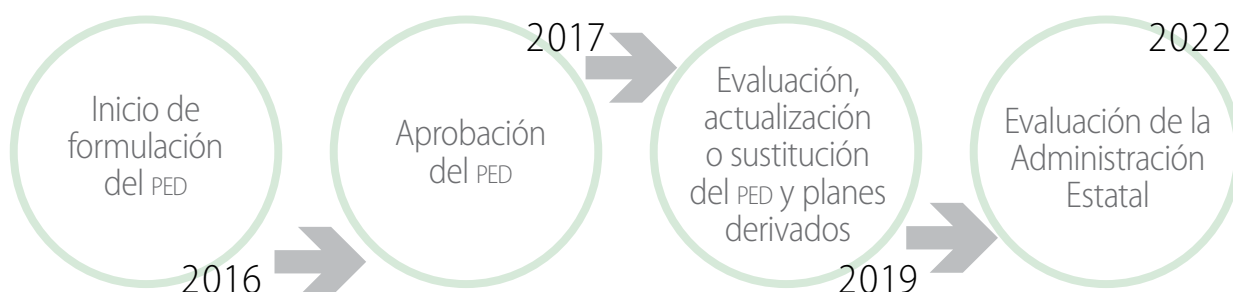 Inicio de
formulación
del PED
2016
2017
Aprobación
del PED
Evaluación,
actualización
o sustitución
del PED y planes
derivados
2019
2022
Evaluación de la
Administración
Estatal